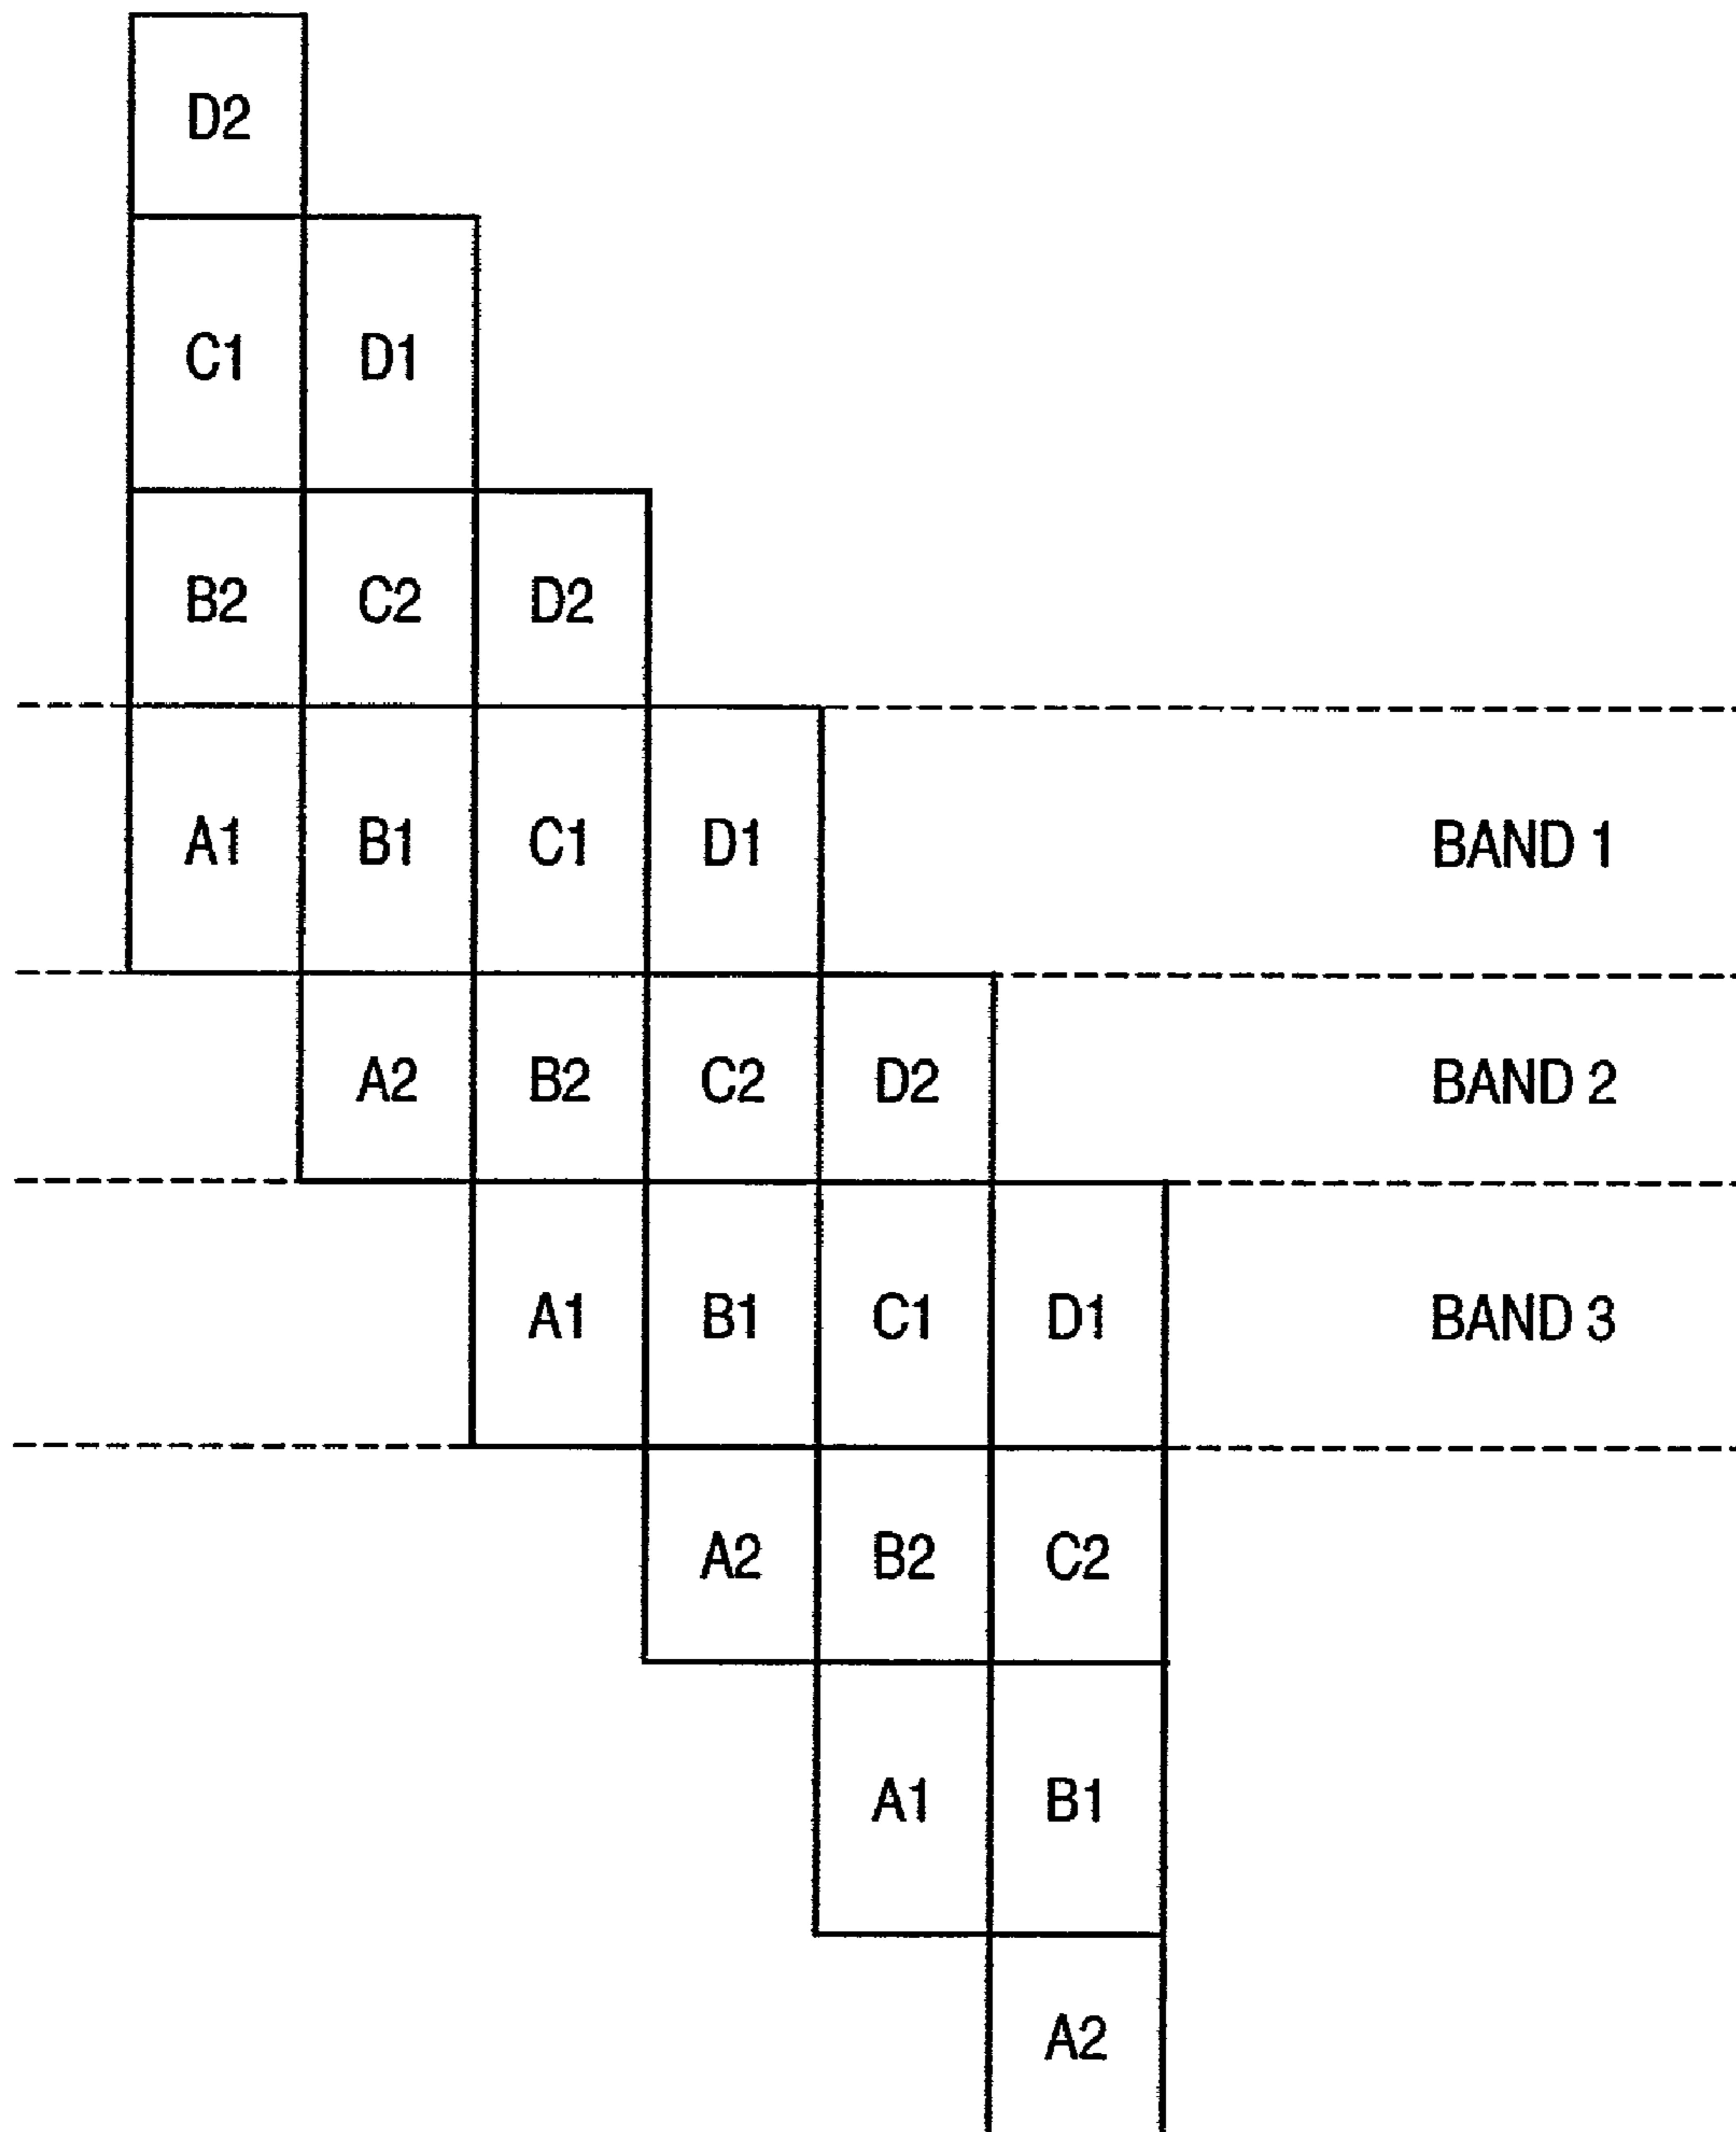 D2
C1 D1
B2 C2 D2
A1 B1 C1 D1 BAND 1
A2 B2 C2 D2 BAND 2
A1 B1 C1 D1 BAND 3
A2 B2 C2
A1 B1
A2